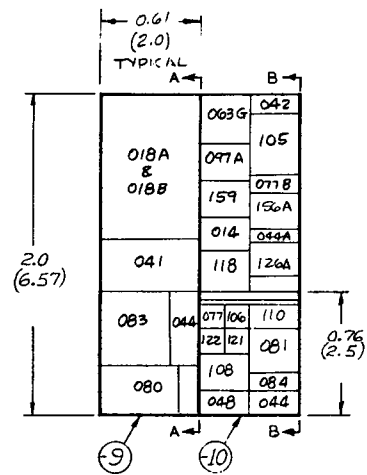 0.61
(2.0)
TYPICAL
A
B
063G
042
105
018A
&
018B
097A
077B
159
156A
014
044A
041
118
126A
2.0
(6.57)
083
044
077
106
110
122
121
081
0.76
(2.5)
108
084
080
048
044
A
B
-9
-10